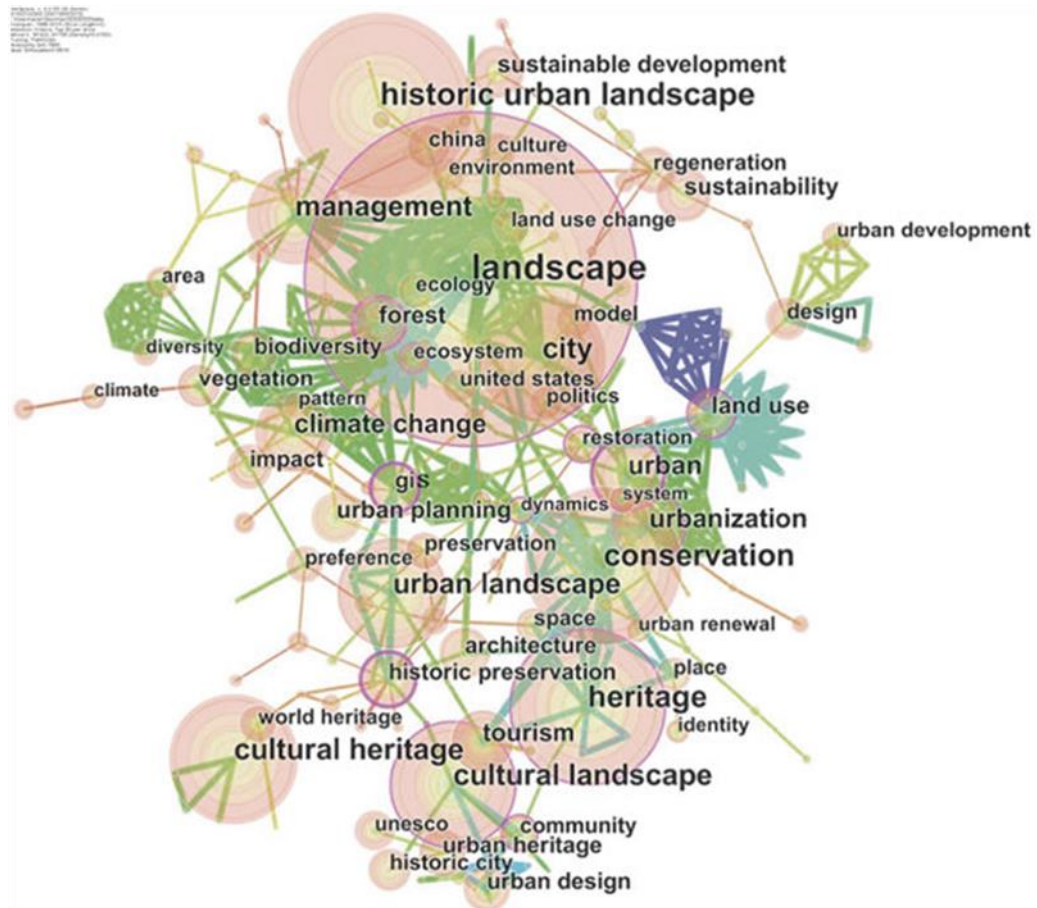 sustainable development
historic urban landscape
china
culture
environment
regeneration
sustainability
management
land use change
urban development
landscape
area
ecology
forest
model
design
diversity
biodiversity
ecosystem
city
climate
vegetation
united states
pattern
politics
land use
climate change
restoration
impact
urban
gis
system
urban planning
dynamics
urbanization
preservation
conservation
preference
urban landscape
space
urban renewal
architecture
historic preservation
place
heritage
world heritage
identity
tourism
cultural heritage
cultural landscape
unesco
community
urban heritage
historic city
urban design